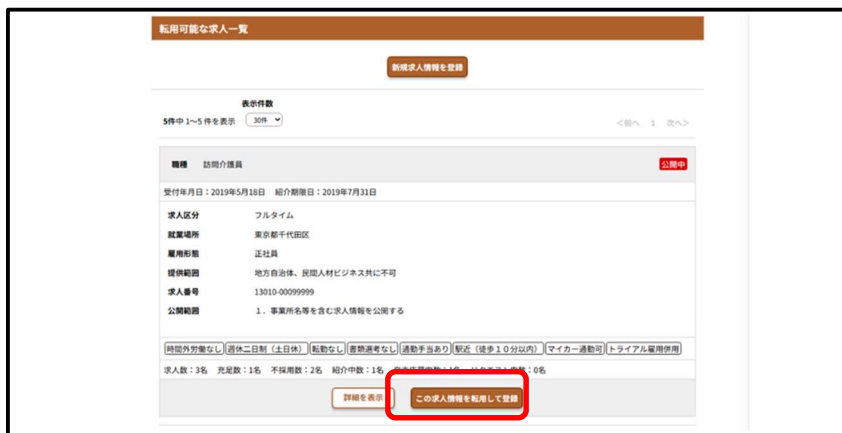 転用可能な求人一覧
新規求人情報を登録
表示件数
5件中 1~5 件を表示 30件 <前へ 1 次へ>
職種 訪問介護員 公開中
受付年月日：2019年5月18日 紹介期限日：2019年7月31日
求人区分 フルタイム
就業場所 東京都千代田区
雇用形態 正社員
提供範囲 地方自治体、民間人材ビジネス共に不可
求人番号 13010-00099999
公開範囲 1．事業所名等を含む求人情報を公開する
時間外労働なし 週休二日制（土日休） 転勤なし 書類選考なし 通勤手当あり 駅近（徒歩10分以内） マイカー通勤可 トライアル雇用併用
求人数：3名 充足数：1名 不採用数：2名 紹介中数：1名 0名
詳細を表示 この求人情報を転用して登録